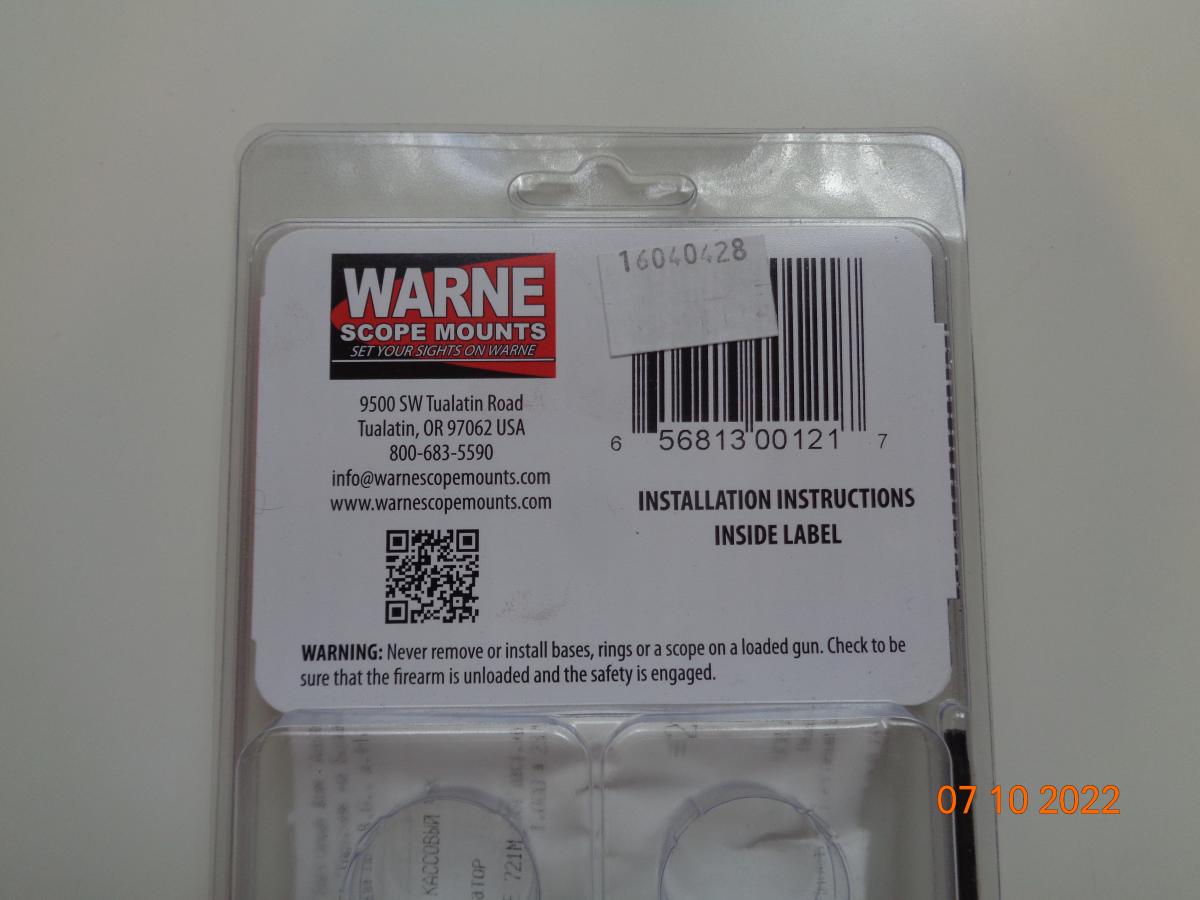 WARNE
SCOPE MOUNTS
SET YOUR SIGHTS ON WARNE
9500 SW Tualatin Road
Tualatin, OR 97062 USA
800-683-5590
info@warnescopemounts.com
www.warnescopemounts.com
16040428
6 56813 00121 7
INSTALLATION INSTRUCTIONS
INSIDE LABEL
WARNING: Never remove or install bases, rings or a scope on a loaded gun. Check to be
sure that the firearm is unloaded and the safety is engaged.
КАССОВЫЙ
721М
07 10 2022